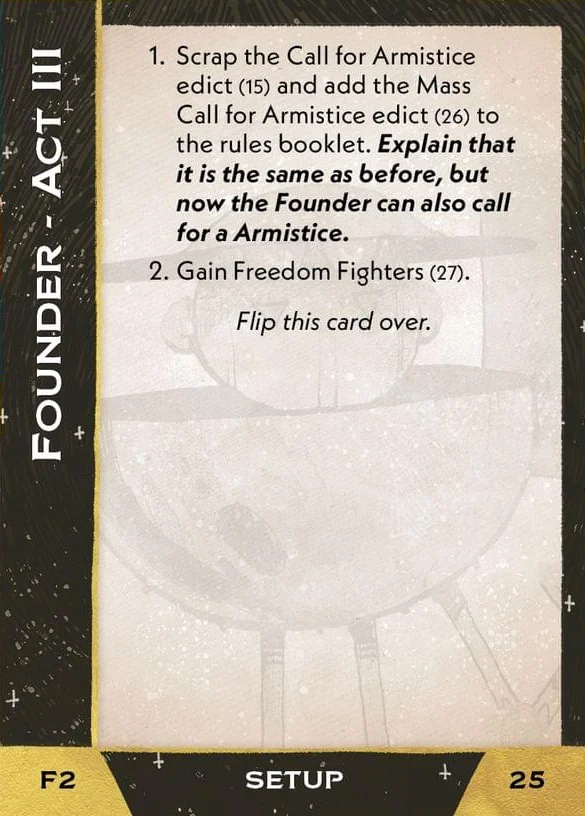 FOUNDER - ACT III
1. Scrap the Call for Armistice
edict (15) and add the Mass
Call for Armistice edict (26) to
the rules booklet. Explain that
it is the same as before, but
now the Founder can also call
for a Armistice.
2. Gain Freedom Fighters (27).
Flip this card over.
F2
SETUP
25